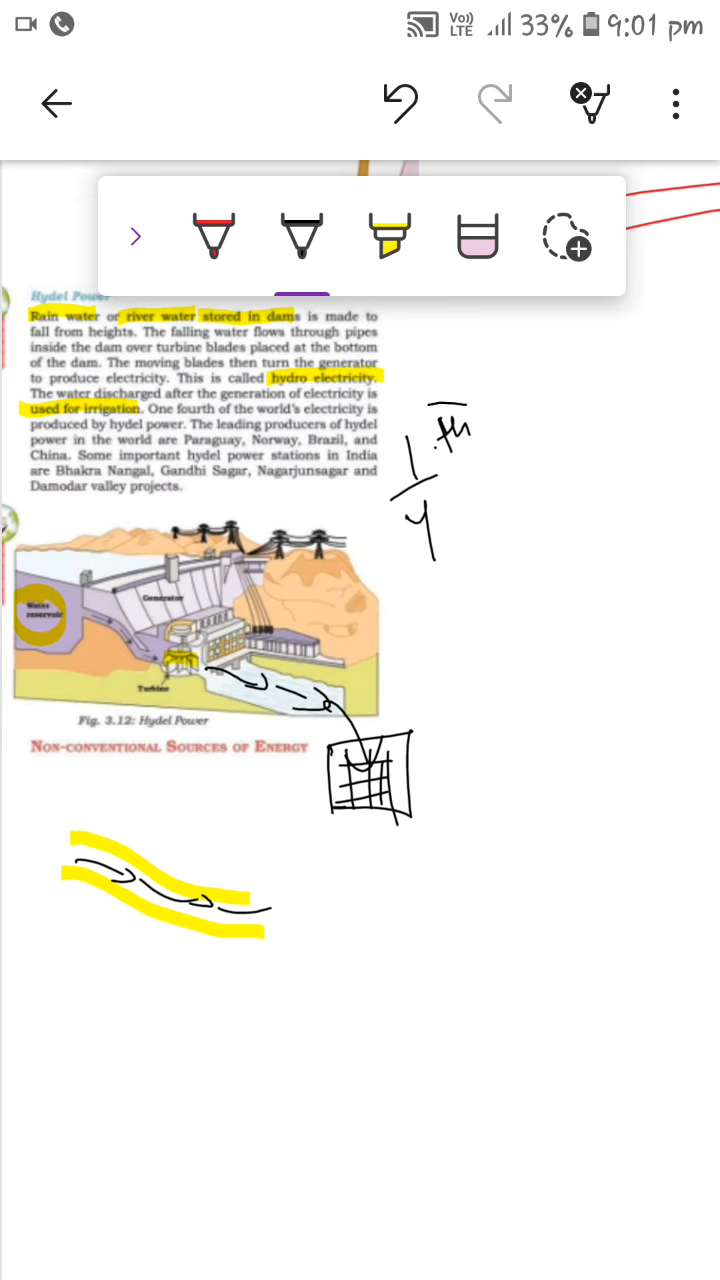 Vo))
LTE
33%
9:01 pm
Hydel Power
Rain water or river water stored in dams is made to
fall from heights. The falling water flows through pipes
inside the dam over turbine blades placed at the bottom
of the dam. The moving blades then turn the generator
to produce electricity. This is called hydro electricity.
The water discharged after the generation of electricity is
used for irrigation. One fourth of the world's electricity is
produced by hydel power. The leading producers of hydel
power in the world are Paraguay, Norway, Brazil, and
China. Some important hydel power stations in India
are Bhakra Nangal, Gandhi Sagar, Nagarjunsagar and
Damodar valley projects.
1 th
4
Generator
Water
reservoir
Turbine
Fig. 3.12: Hydel Power
NON-CONVENTIONAL SOURCES OF ENERGY